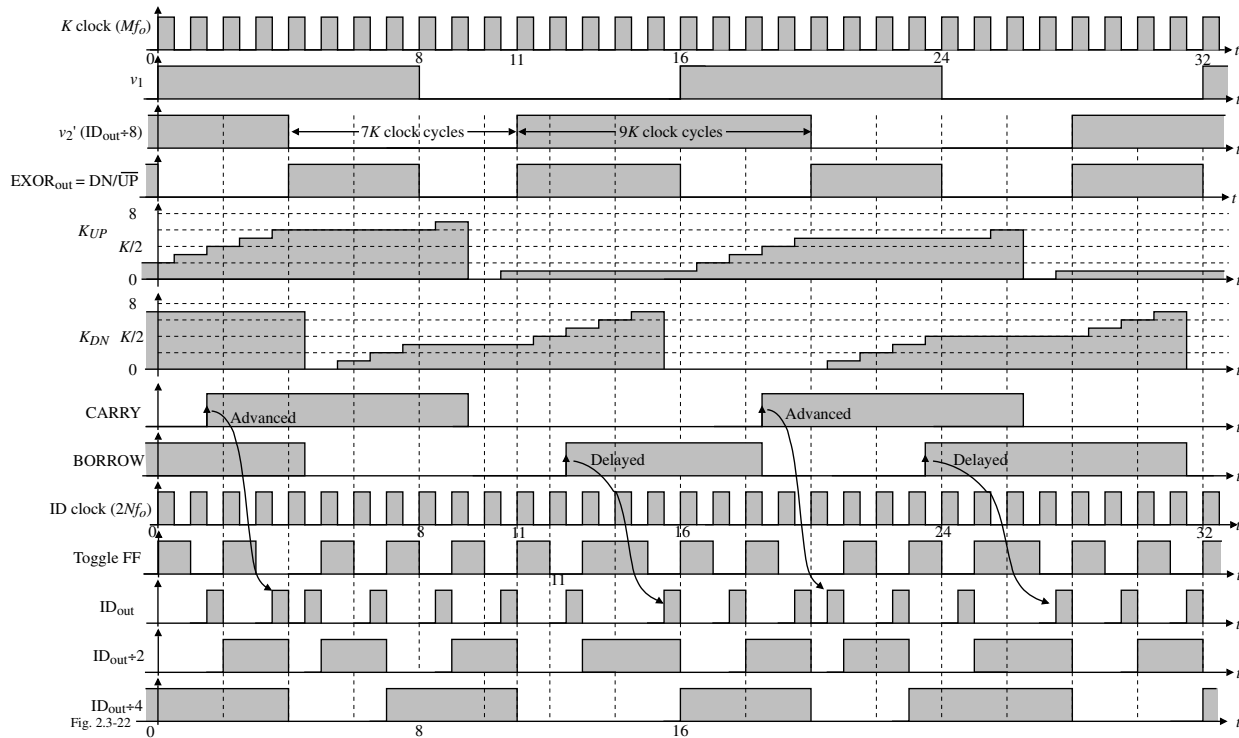 K clock (Mfo)
t
0 8 11 16 24 32
v1
t
v2' (IDout÷8)
7K clock cycles
9K clock cycles
t
EXORout = DN/UP
t
8
KUP K/2
0
t
8
KDN K/2
0
t
CARRY
Advanced
Advanced
t
BORROW
Delayed
Delayed
t
ID clock (2Nfo)
t
0 8 11 16 24 32
Toggle FF
t
11
IDout
t
IDout÷2
t
IDout÷4
t
Fig. 2.3-22
0 8 16